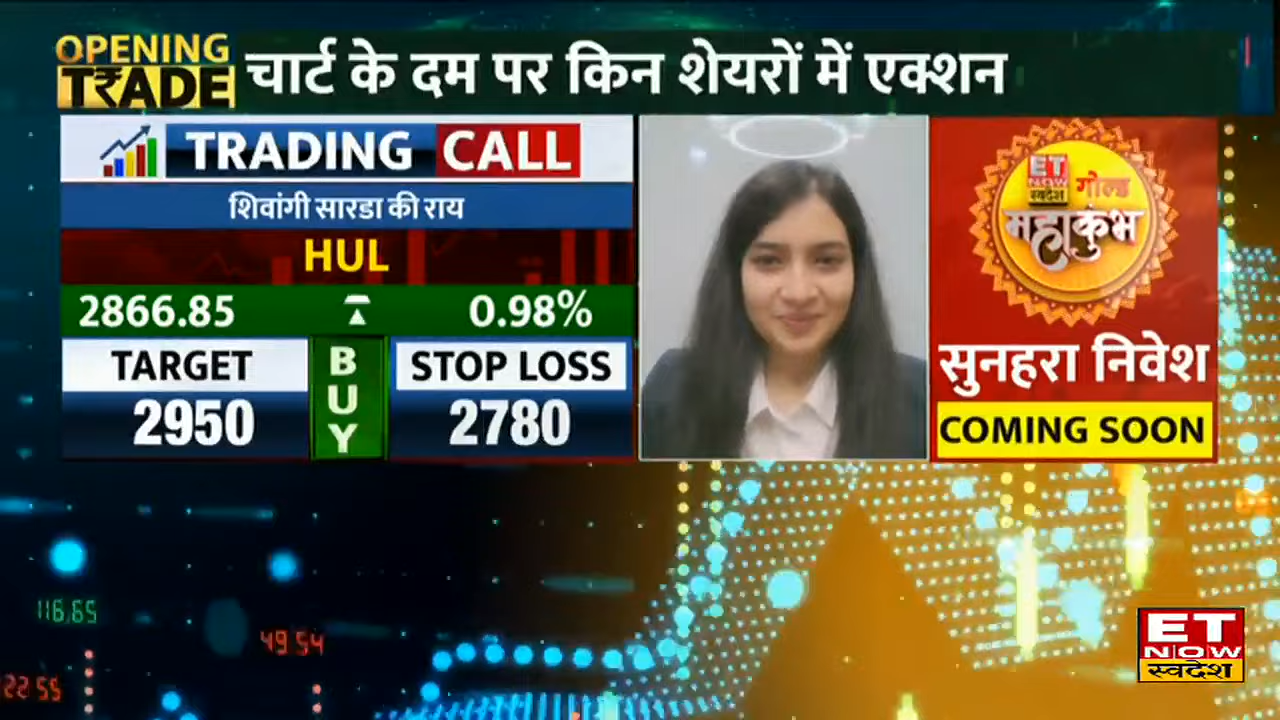 OPENING
TRADE
चार्ट के दम पर किन शेयरों में एक्शन
TRADING CALL
शिवांगी सारडा की राय
HUL
2866.85 0.98%
TARGET
2950
BUY
STOP LOSS
2780
ET
NOW
स्वदेश
गोल्ड
महाकुंभ
सुनहरा निवेश
COMING SOON
116.65
49.54
22.55
ET
NOW
स्वदेश